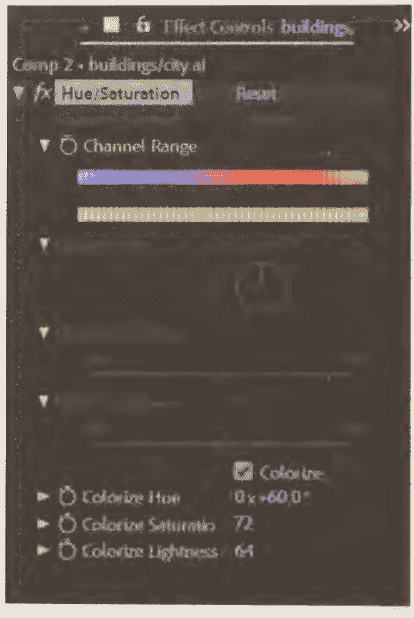 Effect Controls buildings.
Comp 2 • buildings/city.ai
fx Hue/Saturation Reset
Channel Range
Colorize
Colorize Hue 0 x +60,0 °
Colorize Saturatio 72
Colorize Lightness 64